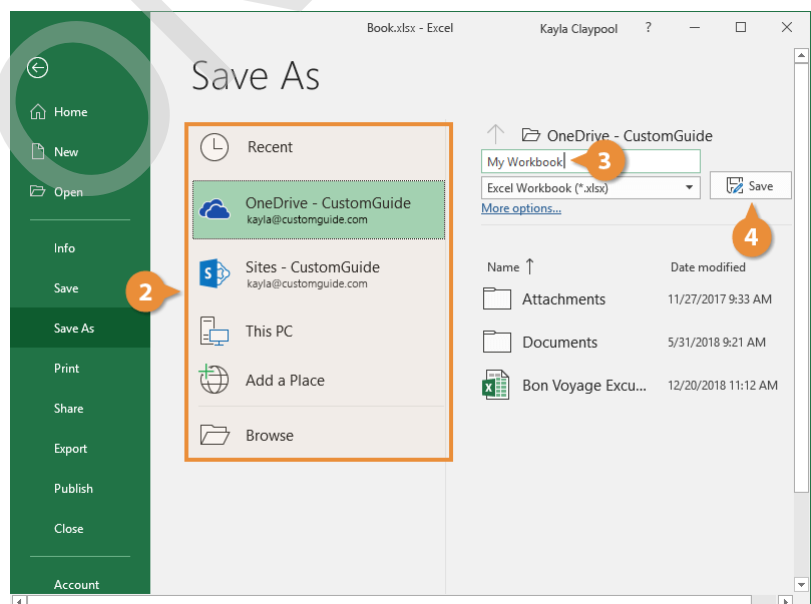 Book.xlsx - Excel
Kayla Claypool
?
Home
New
Open
Info
Save
Save As
Print
Share
Export
Publish
Close
Account
Save As
2
Recent
OneDrive - CustomGuide
kayla@customguide.com
Sites - CustomGuide
kayla@customguide.com
This PC
Add a Place
Browse
OneDrive - CustomGuide
My Workbook
3
Excel Workbook (*.xlsx)
Save
More options...
4
Name ↑ Date modified
Attachments 11/27/2017 9:33 AM
Documents 5/31/2018 9:21 AM
Bon Voyage Excu... 12/20/2018 11:12 AM